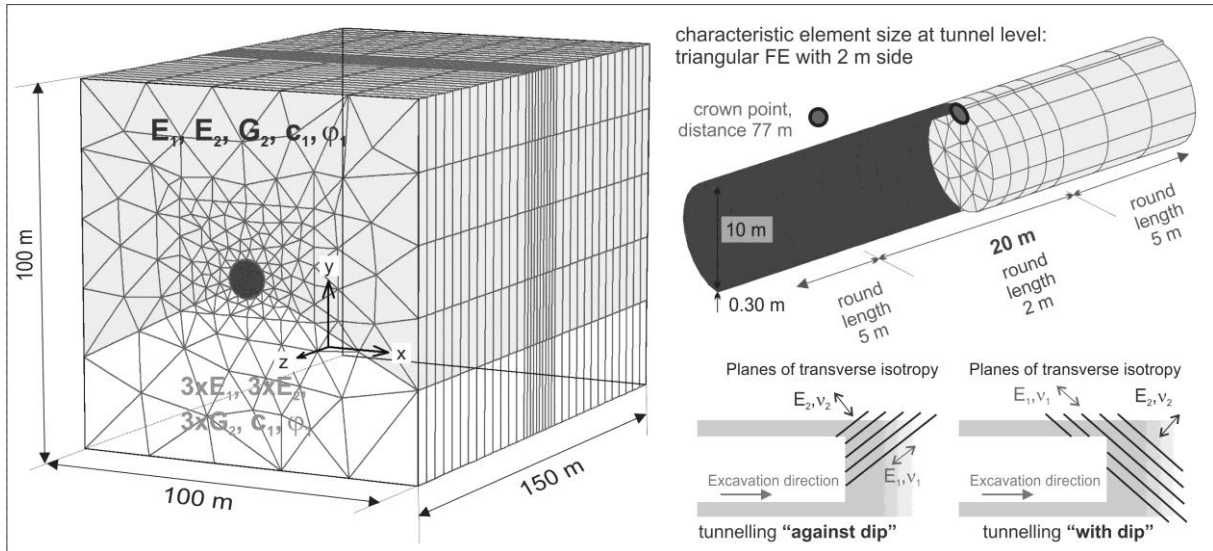 E₁, E₂, G₂, c₁, φ₁
100 m
y
x
z
3xE₁, 3xE₂,
3xG₂, c₁, φ₁
100 m
150 m
characteristic element size at tunnel level:
triangular FE with 2 m side
crown point,
distance 77 m
10 m
0.30 m
round
length
5 m
20 m
round
length
2 m
round
length
5 m
Planes of transverse isotropy
E₂,ν₂
E₁,ν₁
Excavation direction
tunnelling "against dip"
Planes of transverse isotropy
E₁,ν₁
E₂,ν₂
Excavation direction
tunnelling "with dip"